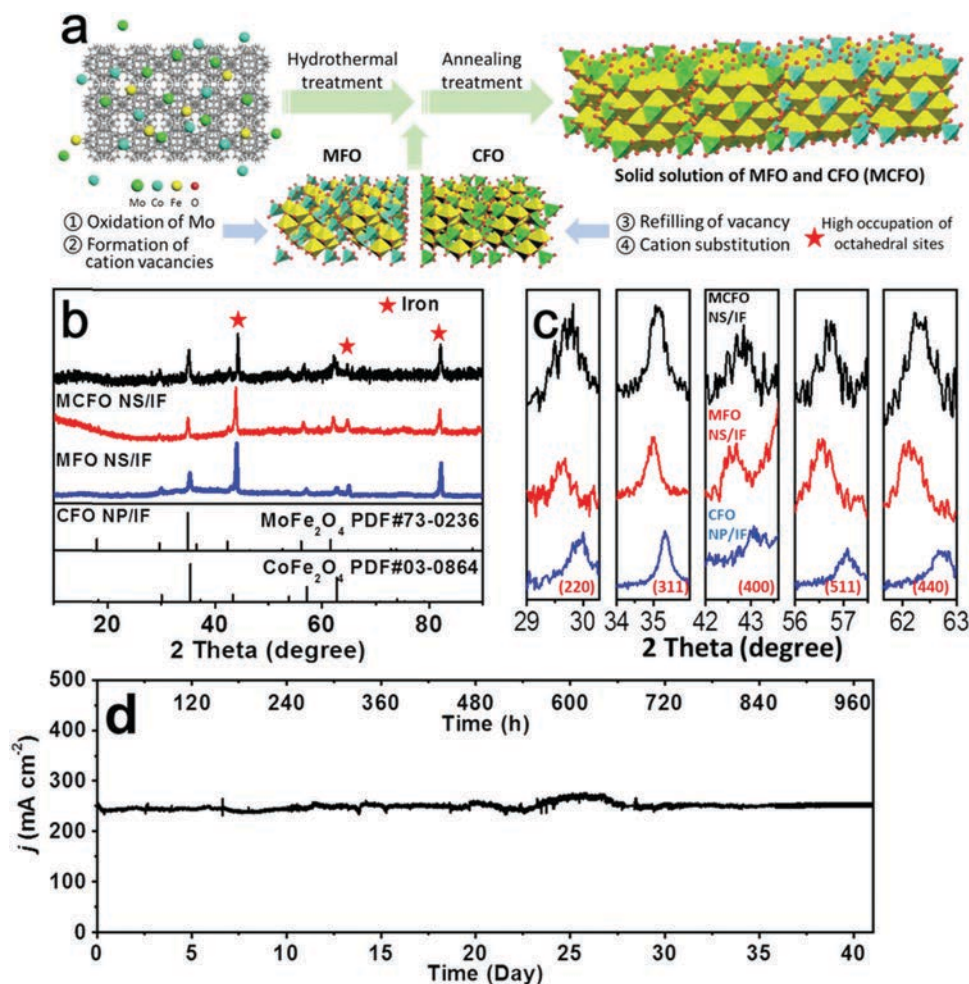 a
Hydrothermal
treatment
Annealing
treatment
MFO
CFO
Mo Co Fe O
Solid solution of MFO and CFO (MCFO)
① Oxidation of Mo
② Formation of
cation vacancies
③ Refilling of vacancy
④ Cation substitution
High occupation of
octahedral sites
b
Iron
MCFO NS/IF
MFO NS/IF
CFO NP/IF
MoFe2O4 PDF#73-0236
CoFe2O4 PDF#03-0864
20 40 60 80
2 Theta (degree)
c
MCFO
NS/IF
MFO
NS/IF
CFO
NP/IF
(220) (311) (400) (511) (440)
29 30 34 35 42 43 44 56 57 62 63
2 Theta (degree)
d
120 240 360 480 600 720 840 960
Time (h)
500
400
300
200
100
0
j (mA cm-2)
0 5 10 15 20 25 30 35 40
Time (Day)